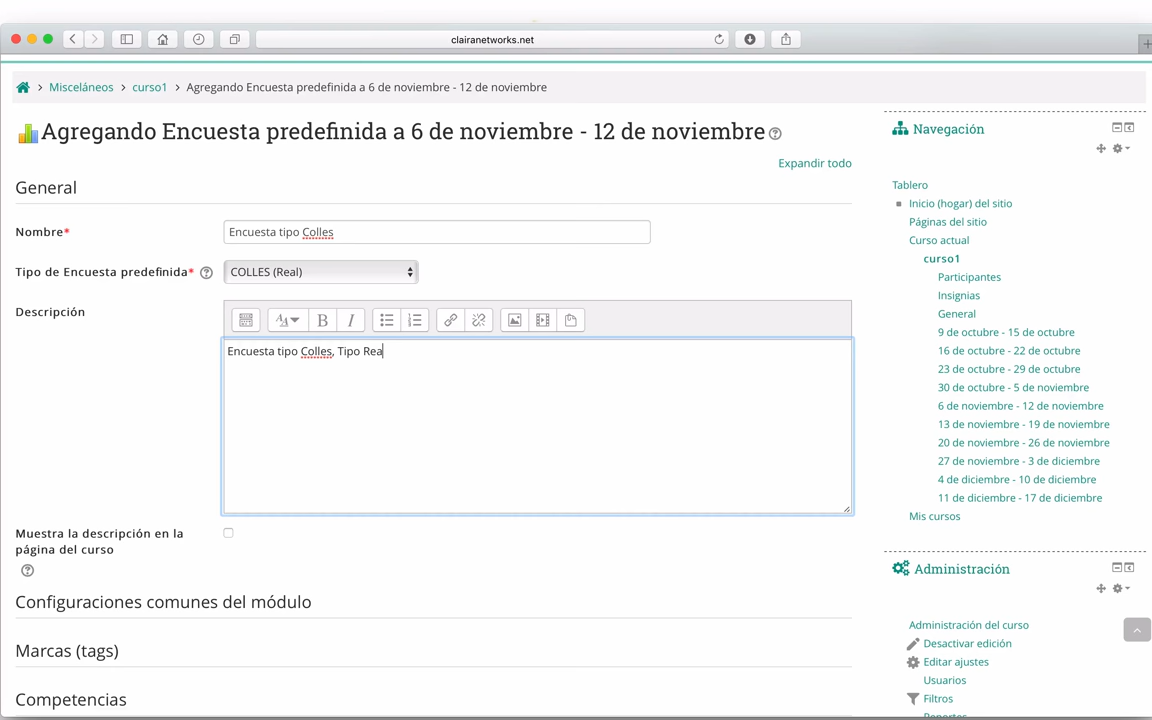 clairanetworks.net
Misceláneos
curso1
Agregando Encuesta predefinida a 6 de noviembre - 12 de noviembre
Agregando Encuesta predefinida a 6 de noviembre - 12 de noviembre
Expandir todo
General
Nombre*
Encuesta tipo Colles
Tipo de Encuesta predefinida*
COLLES (Real)
Descripción
Encuesta tipo Colles, Tipo Rea
Muestra la descripción en la
página del curso
Configuraciones comunes del módulo
Marcas (tags)
Competencias
Navegación
Tablero
Inicio (hogar) del sitio
Páginas del sitio
Curso actual
curso1
Participantes
Insignias
General
9 de octubre - 15 de octubre
16 de octubre - 22 de octubre
23 de octubre - 29 de octubre
30 de octubre - 5 de noviembre
6 de noviembre - 12 de noviembre
13 de noviembre - 19 de noviembre
20 de noviembre - 26 de noviembre
27 de noviembre - 3 de diciembre
4 de diciembre - 10 de diciembre
11 de diciembre - 17 de diciembre
Mis cursos
Administración
Administración del curso
Desactivar edición
Editar ajustes
Usuarios
Filtros
Reportes